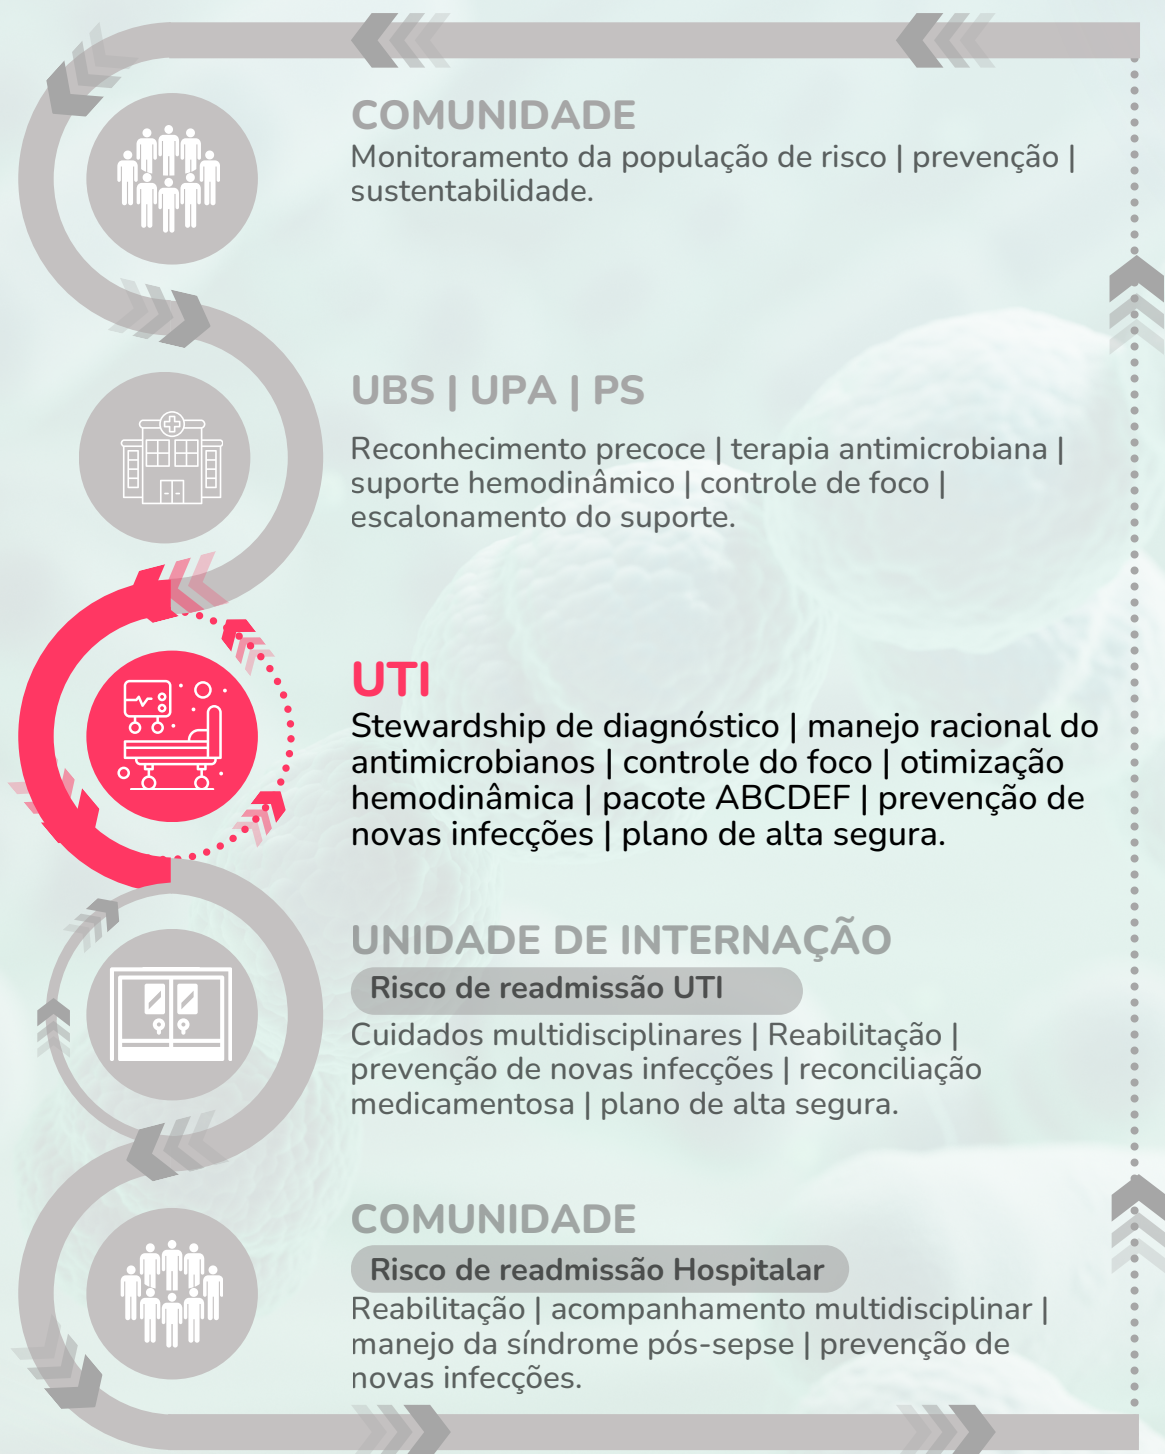 COMUNIDADE
Monitoramento da população de risco | prevenção |
sustentabilidade.
UBS | UPA | PS
Reconhecimento precoce | terapia antimicrobiana |
suporte hemodinâmico | controle de foco |
escalonamento do suporte.
UTI
Stewardship de diagnóstico | manejo racional do
antimicrobianos | controle do foco | otimização
hemodinâmica | pacote ABCDEF | prevenção de
novas infecções | plano de alta segura.
UNIDADE DE INTERNAÇÃO
Risco de readmissão UTI
Cuidados multidisciplinares | Reabilitação |
prevenção de novas infecções | reconciliação
medicamentosa | plano de alta segura.
COMUNIDADE
Risco de readmissão Hospitalar
Reabilitação | acompanhamento multidisciplinar |
manejo da síndrome pós-sepse | prevenção de
novas infecções.